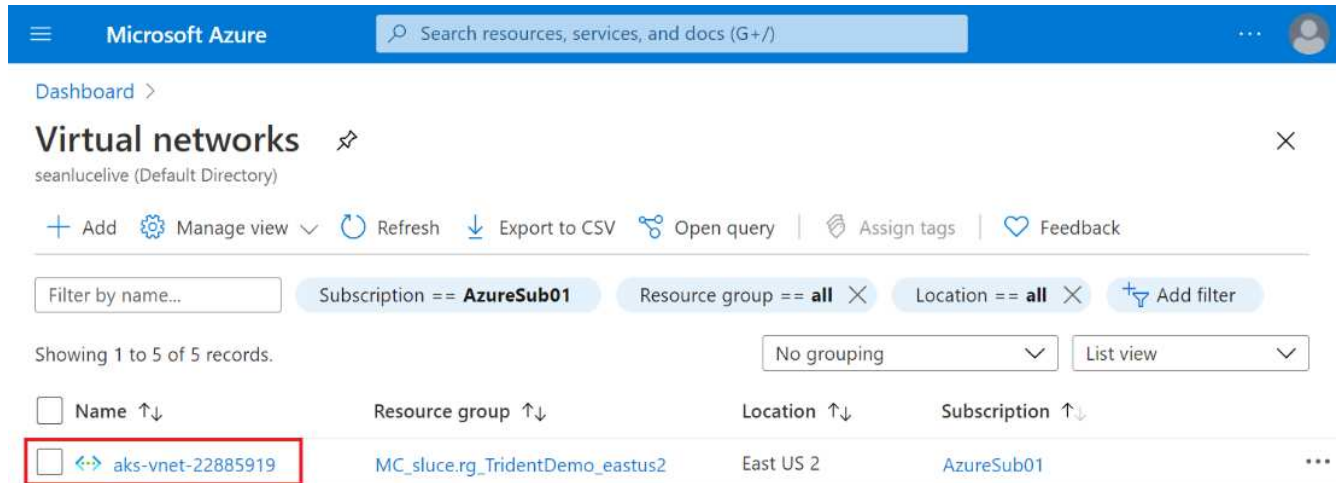 Microsoft Azure Search resources, services, and docs (G+/) ...
Dashboard >
Virtual networks
seanlucelive (Default Directory)
Add Manage view Refresh Export to CSV Open query Assign tags Feedback
Filter by name... Subscription == AzureSub01 Resource group == all Location == all Add filter
Showing 1 to 5 of 5 records. No grouping List view
Name ↑↓ Resource group ↑↓ Location ↑↓ Subscription ↑↓
aks-vnet-22885919 MC_sluce.rg_TridentDemo_eastus2 East US 2 AzureSub01 ...